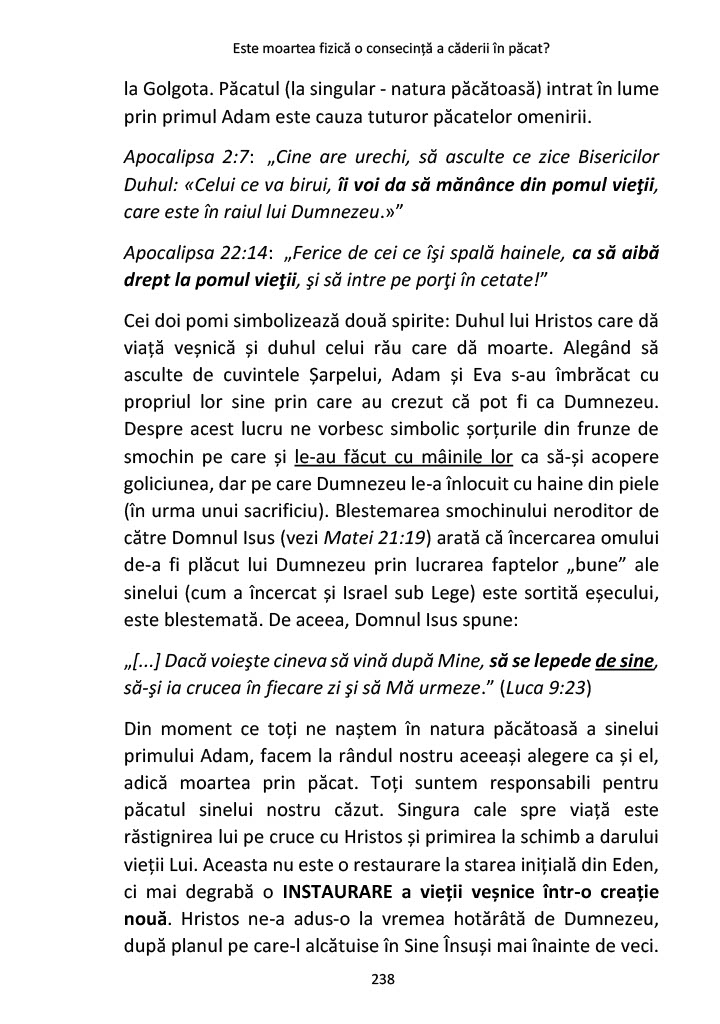 Este moartea fizică o consecință a căderii în păcat?
la Golgota. Păcatul (la singular - natura păcătoasă) intrat în lume
prin primul Adam este cauza tuturor păcatelor omenirii.
Apocalipsa 2:7: „Cine are urechi, să asculte ce zice Bisericilor
Duhul: «Celui ce va birui, îi voi da să mănânce din pomul vieţii,
care este în raiul lui Dumnezeu.»”
Apocalipsa 22:14: „Ferice de cei ce îşi spală hainele, ca să aibă
drept la pomul vieţii, şi să intre pe porţi în cetate!”
Cei doi pomi simbolizează două spirite: Duhul lui Hristos care dă
viață veșnică și duhul celui rău care dă moarte. Alegând să
asculte de cuvintele Șarpelui, Adam și Eva s-au îmbrăcat cu
propriul lor sine prin care au crezut că pot fi ca Dumnezeu.
Despre acest lucru ne vorbesc simbolic șorțurile din frunze de
smochin pe care și le-au făcut cu mâinile lor ca să-și acopere
goliciunea, dar pe care Dumnezeu le-a înlocuit cu haine din piele
(în urma unui sacrificiu). Blestemarea smochinului neroditor de
către Domnul Isus (vezi Matei 21:19) arată că încercarea omului
de-a fi plăcut lui Dumnezeu prin lucrarea faptelor „bune” ale
sinelui (cum a încercat și Israel sub Lege) este sortită eșecului,
este blestemată. De aceea, Domnul Isus spune:
„[...] Dacă voieşte cineva să vină după Mine, să se lepede de sine,
să-şi ia crucea în fiecare zi şi să Mă urmeze.” (Luca 9:23)
Din moment ce toți ne naștem în natura păcătoasă a sinelui
primului Adam, facem la rândul nostru aceeași alegere ca și el,
adică moartea prin păcat. Toți suntem responsabili pentru
păcatul sinelui nostru căzut. Singura cale spre viață este
răstignirea lui pe cruce cu Hristos și primirea la schimb a darului
vieții Lui. Aceasta nu este o restaurare la starea inițială din Eden,
ci mai degrabă o INSTAURARE a vieții veșnice într-o creație
nouă. Hristos ne-a adus-o la vremea hotărâtă de Dumnezeu,
după planul pe care-l alcătuise în Sine Însuși mai înainte de veci.
238